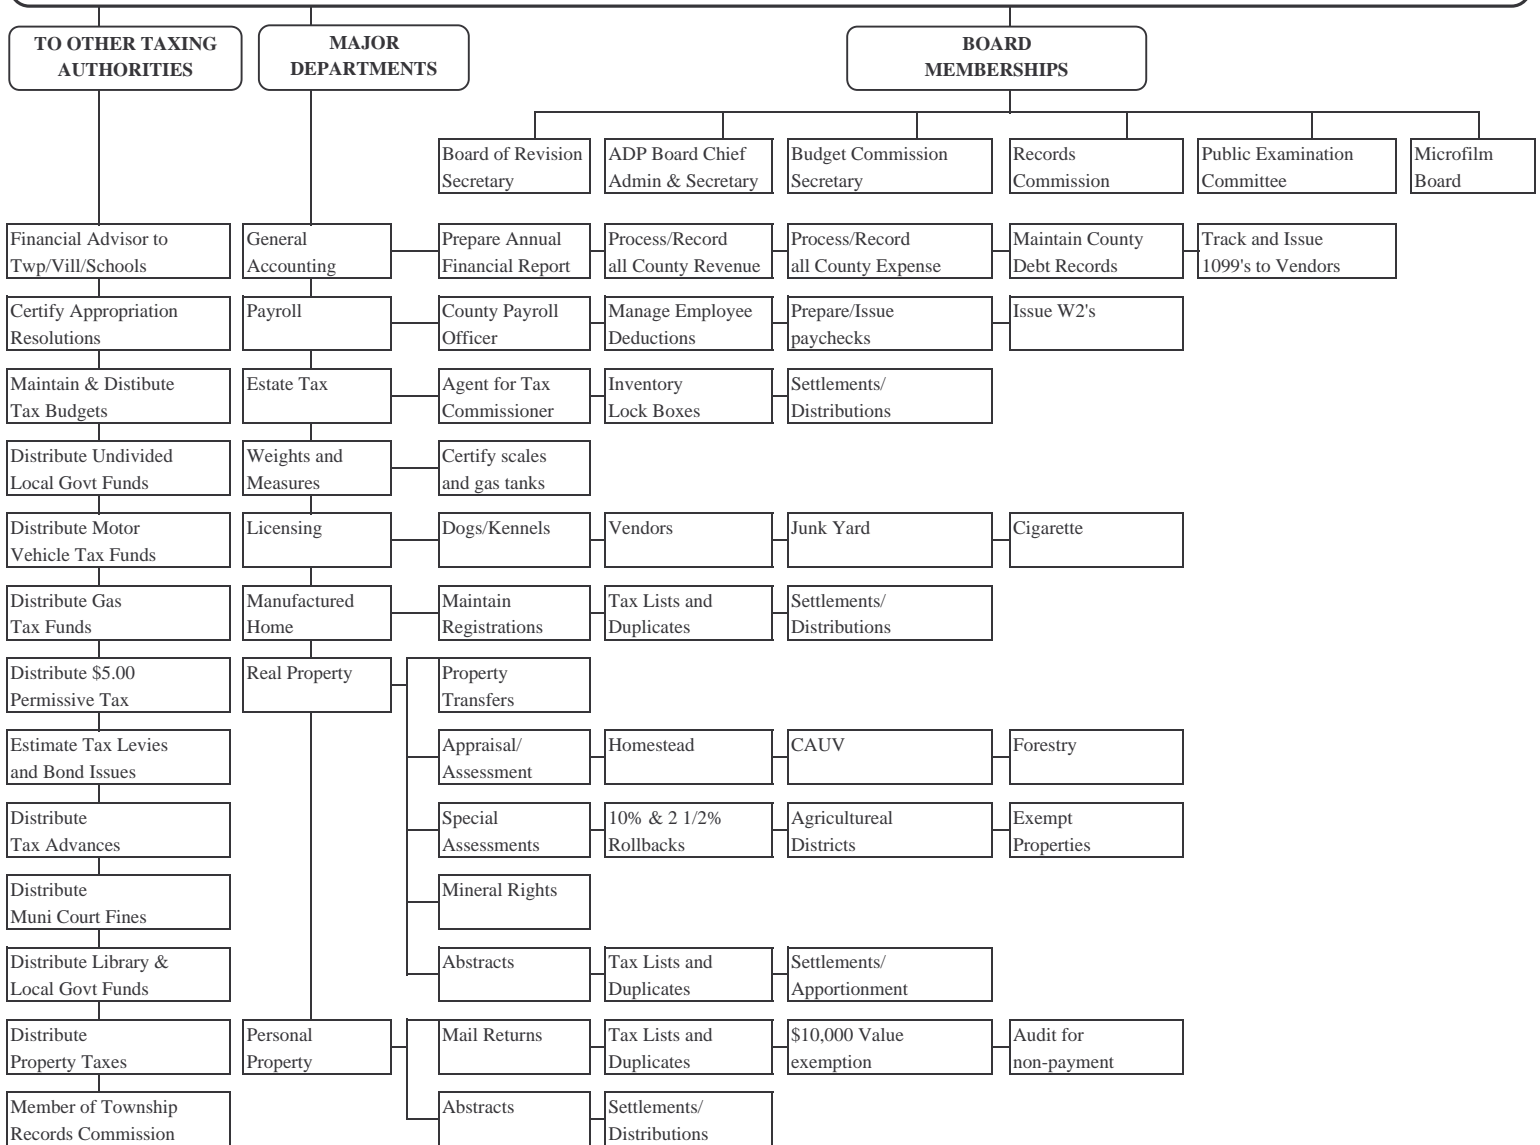 TO OTHER TAXING
AUTHORITIES
MAJOR
DEPARTMENTS
BOARD
MEMBERSHIPS
Board of Revision
Secretary
ADP Board Chief
Admin & Secretary
Budget Commission
Secretary
Records
Commission
Public Examination
Committee
Microfilm
Board
Financial Advisor to
Twp/Vill/Schools
General
Accounting
Prepare Annual
Financial Report
Process/Record
all County Revenue
Process/Record
all County Expense
Maintain County
Debt Records
Track and Issue
1099's to Vendors
Certify Appropriation
Resolutions
Payroll
County Payroll
Officer
Manage Employee
Deductions
Prepare/Issue
paychecks
Issue W2's
Maintain & Distibute
Tax Budgets
Estate Tax
Agent for Tax
Commissioner
Inventory
Lock Boxes
Settlements/
Distributions
Distribute Undivided
Local Govt Funds
Weights and
Measures
Certify scales
and gas tanks
Distribute Motor
Vehicle Tax Funds
Licensing
Dogs/Kennels
Vendors
Junk Yard
Cigarette
Distribute Gas
Tax Funds
Manufactured
Home
Maintain
Registrations
Tax Lists and
Duplicates
Settlements/
Distributions
Distribute $5.00
Permissive Tax
Real Property
Property
Transfers
Estimate Tax Levies
and Bond Issues
Appraisal/
Assessment
Homestead
CAUV
Forestry
Distribute
Tax Advances
Special
Assessments
10% & 2 1/2%
Rollbacks
Agricultureal
Districts
Exempt
Properties
Distribute
Muni Court Fines
Mineral Rights
Distribute Library &
Local Govt Funds
Abstracts
Tax Lists and
Duplicates
Settlements/
Apportionment
Distribute
Property Taxes
Personal
Property
Mail Returns
Tax Lists and
Duplicates
$10,000 Value
exemption
Audit for
non-payment
Member of Township
Records Commission
Abstracts
Settlements/
Distributions